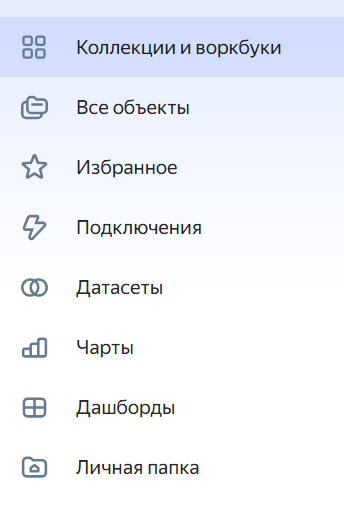 Коллекции и воркбуки
Все объекты
Избранное
Подключения
Датасеты
Чарты
Дашборды
Личная папка